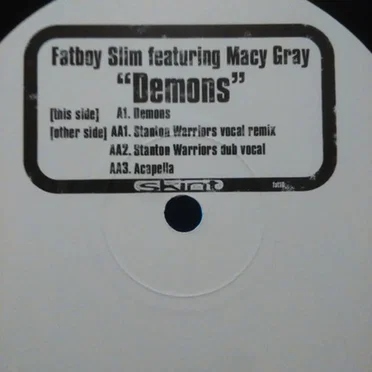 Fatboy Slim featuring Macy Gray
"Demons"
[this side] A1. Demons
[other side] AA1. Stanton Warriors vocal remix
AA2. Stanton Warriors dub vocal
AA3. Acapella
skint